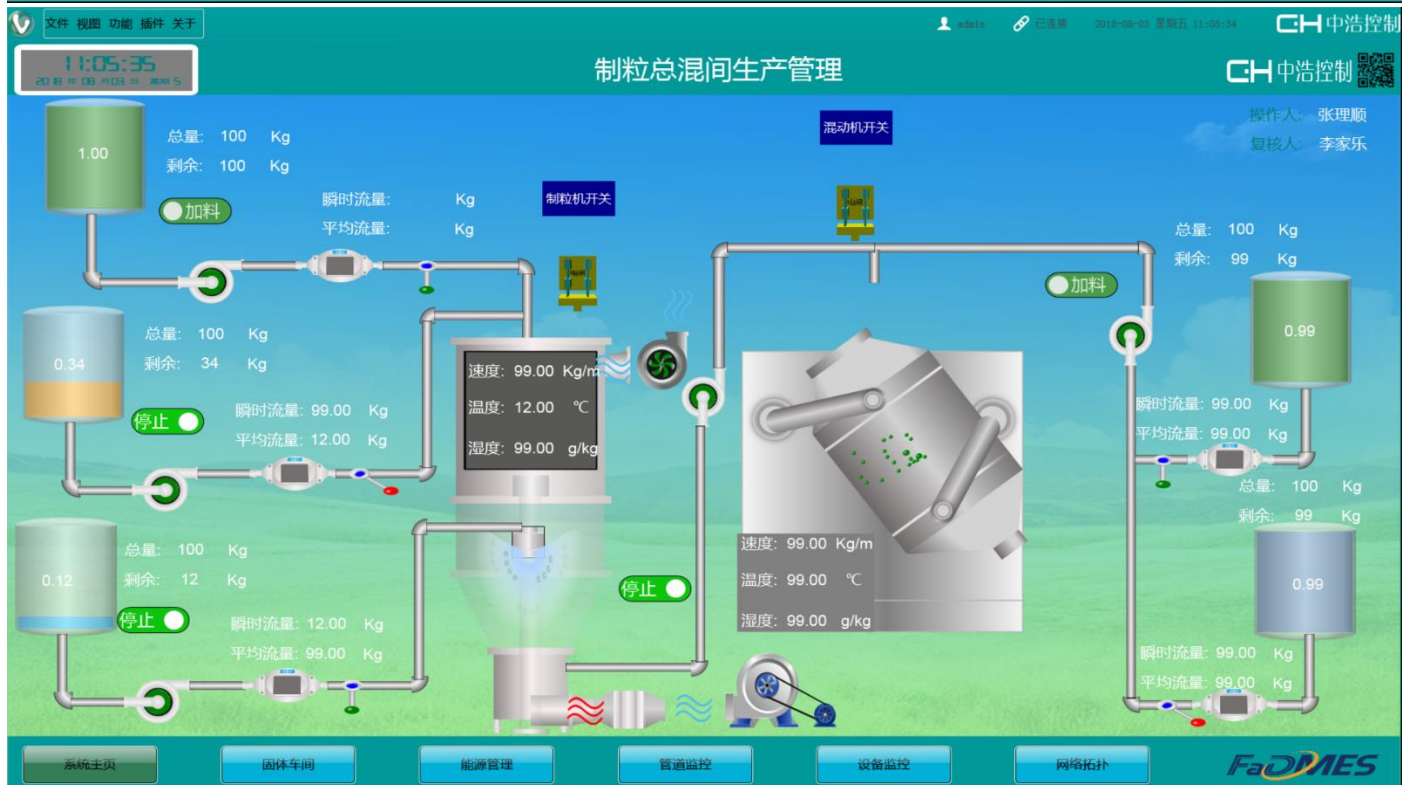 文件 视图 功能 插件 关于
admin
已连接
2018-08-03 星期五 11:05:34
CH 中浩控制
11:05:35
2018 年 08 月 03 日 星期 5
制粒总混间生产管理
CH 中浩控制
操作人: 张理顺
复核人: 李家乐
1.00
总量: 100 Kg
剩余: 100 Kg
加料
瞬时流量: Kg
平均流量: Kg
制粒机开关
混动机开关
总量: 100 Kg
剩余: 99 Kg
加料
0.99
瞬时流量: 99.00 Kg
平均流量: 99.00 Kg
0.34
总量: 100 Kg
剩余: 34 Kg
停止
瞬时流量: 99.00 Kg
平均流量: 12.00 Kg
速度: 99.00 Kg/m
温度: 12.00 ℃
湿度: 99.00 g/kg
总量: 100 Kg
剩余: 99 Kg
0.99
瞬时流量: 99.00 Kg
平均流量: 99.00 Kg
0.12
总量: 100 Kg
剩余: 12 Kg
停止
瞬时流量: 12.00 Kg
平均流量: 99.00 Kg
停止
速度: 99.00 Kg/m
温度: 99.00 ℃
湿度: 99.00 g/kg
系统主页
固体车间
能源管理
管道监控
设备监控
网络拓扑
FaDMES